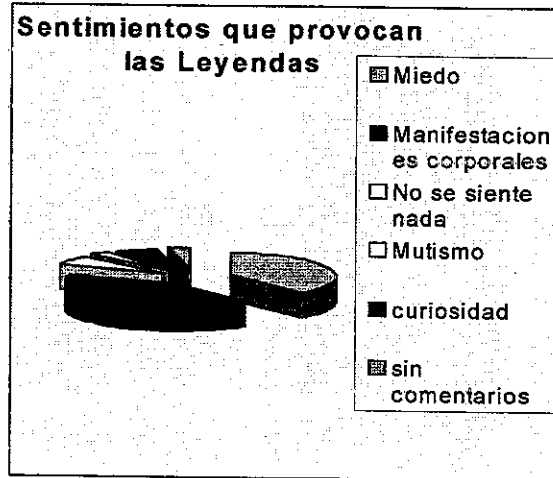 Sentimientos que provocan
las Leyendas
Miedo
Manifestacion
es corporales
No se siente
nada
Mutismo
curiosidad
sin
comentarios